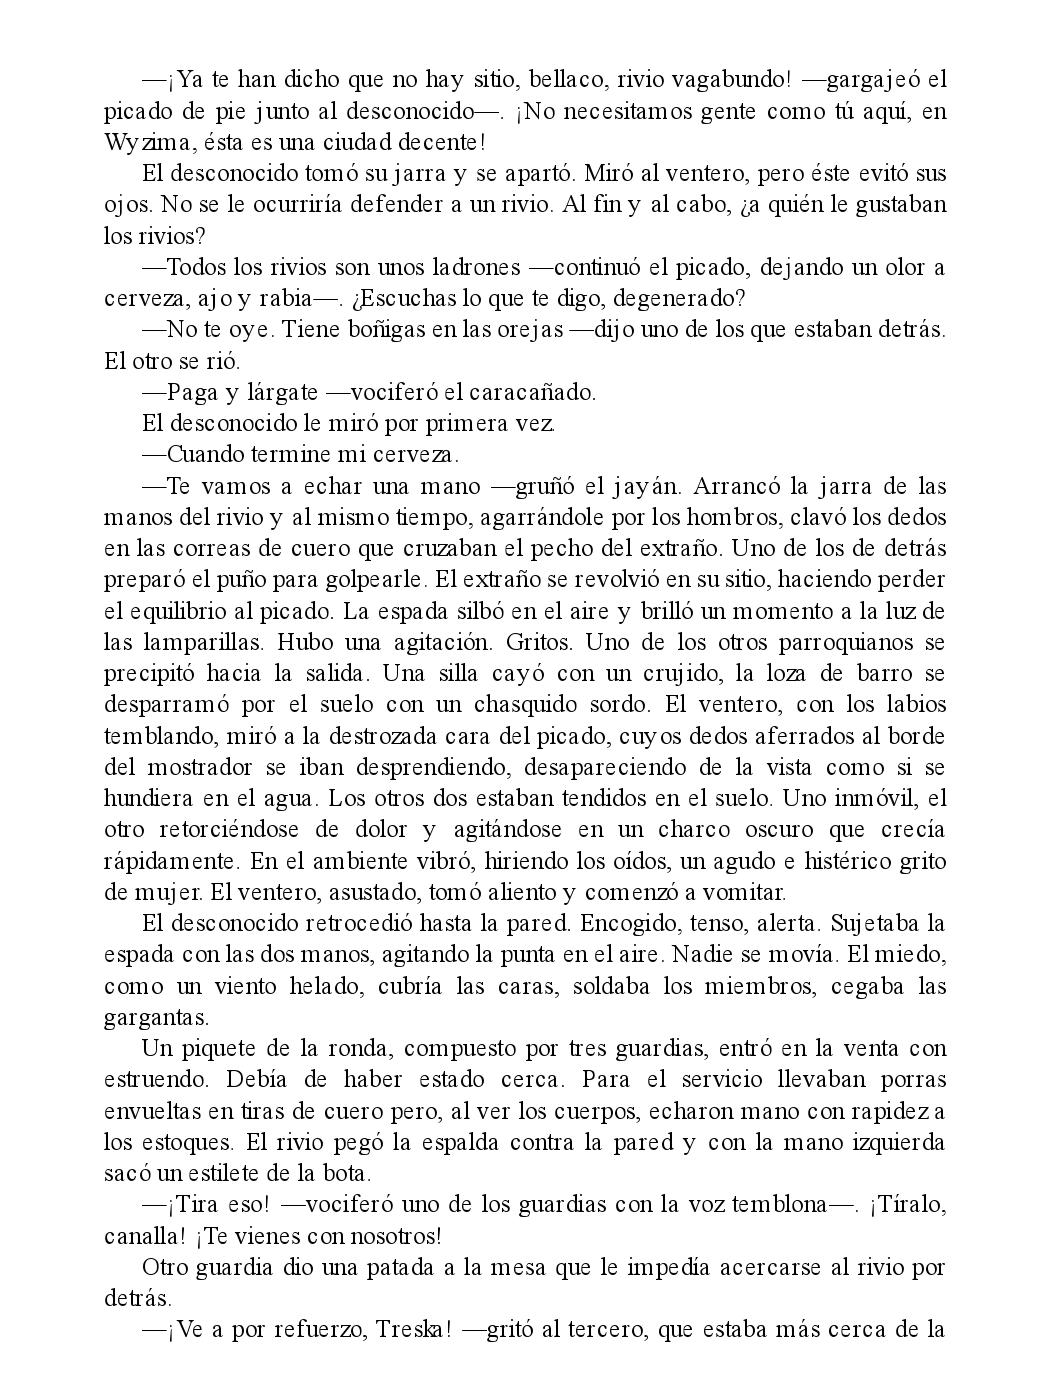 —¡Ya te han dicho que no hay sitio, bellaco, rivio vagabundo! —gargajeó el
picado de pie junto al desconocido—. ¡No necesitamos gente como tú aquí, en
Wyzima, ésta es una ciudad decente!
El desconocido tomó su jarra y se apartó. Miró al ventero, pero éste evitó sus
ojos. No se le ocurriría defender a un rivio. Al fin y al cabo, ¿a quién le gustaban
los rivios?
—Todos los rivios son unos ladrones —continuó el picado, dejando un olor a
cerveza, ajo y rabia—. ¿Escuchas lo que te digo, degenerado?
—No te oye. Tiene boñigas en las orejas —dijo uno de los que estaban detrás.
El otro se rió.
—Paga y lárgate —vociferó el caracañado.
El desconocido le miró por primera vez.
—Cuando termine mi cerveza.
—Te vamos a echar una mano —gruñó el jayán. Arrancó la jarra de las
manos del rivio y al mismo tiempo, agarrándole por los hombros, clavó los dedos
en las correas de cuero que cruzaban el pecho del extraño. Uno de los de detrás
preparó el puño para golpearle. El extraño se revolvió en su sitio, haciendo perder
el equilibrio al picado. La espada silbó en el aire y brilló un momento a la luz de
las lamparillas. Hubo una agitación. Gritos. Uno de los otros parroquianos se
precipitó hacia la salida. Una silla cayó con un crujido, la loza de barro se
desparramó por el suelo con un chasquido sordo. El ventero, con los labios
temblando, miró a la destrozada cara del picado, cuyos dedos aferrados al borde
del mostrador se iban desprendiendo, desapareciendo de la vista como si se
hundiera en el agua. Los otros dos estaban tendidos en el suelo. Uno inmóvil, el
otro retorciéndose de dolor y agitándose en un charco oscuro que crecía
rápidamente. En el ambiente vibró, hiriendo los oídos, un agudo e histérico grito
de mujer. El ventero, asustado, tomó aliento y comenzó a vomitar.
El desconocido retrocedió hasta la pared. Encogido, tenso, alerta. Sujetaba la
espada con las dos manos, agitando la punta en el aire. Nadie se movía. El miedo,
como un viento helado, cubría las caras, soldaba los miembros, cegaba las
gargantas.
Un piquete de la ronda, compuesto por tres guardias, entró en la venta con
estruendo. Debía de haber estado cerca. Para el servicio llevaban porras
envueltas en tiras de cuero pero, al ver los cuerpos, echaron mano con rapidez a
los estoques. El rivio pegó la espalda contra la pared y con la mano izquierda
sacó un estilete de la bota.
—¡Tira eso! —vociferó uno de los guardias con la voz temblona—. ¡Tíralo,
canalla! ¡Te vienes con nosotros!
Otro guardia dio una patada a la mesa que le impedía acercarse al rivio por
detrás.
—¡Ve a por refuerzo, Treska! —gritó al tercero, que estaba más cerca de la